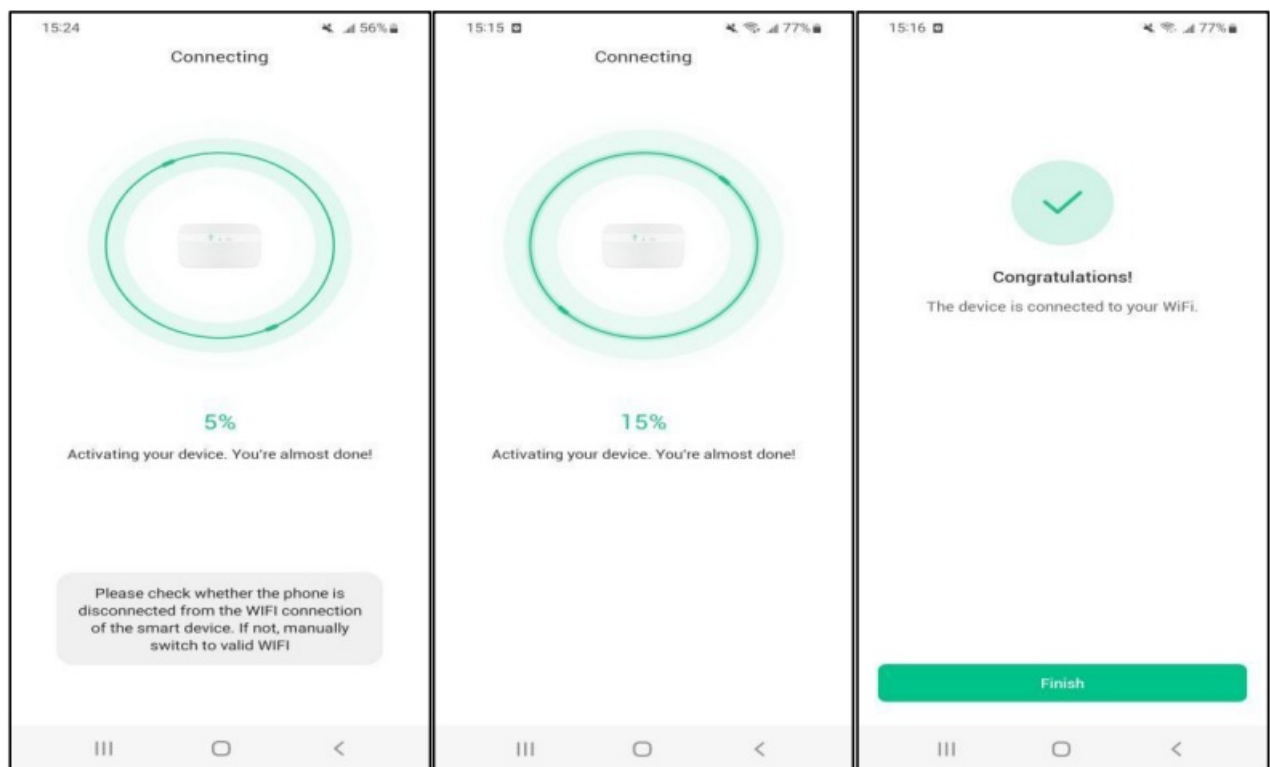 15:24
56%
Connecting
5%
Activating your device. You're almost done!
Please check whether the phone is
disconnected from the WIFI connection
of the smart device. If not, manually
switch to valid WIFI
15:15
77%
Connecting
15%
Activating your device. You're almost done!
15:16
77%
Congratulations!
The device is connected to your WiFi.
Finish